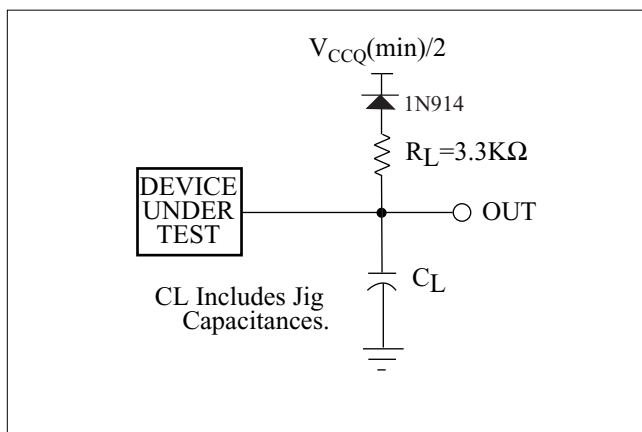 VCCQ(min)/2
1N914
RL=3.3KΩ
DEVICE
UNDER
TEST
OUT
CL
CL Includes Jig
Capacitances.